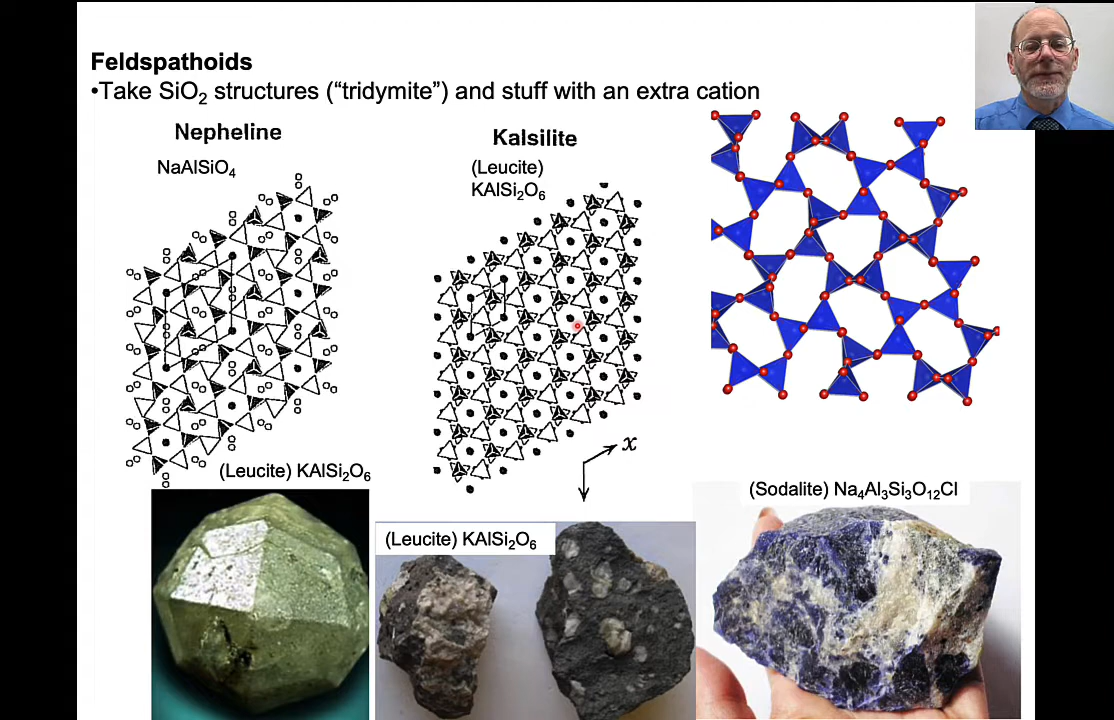 Feldspathoids
•Take SiO₂ structures (“tridymite”) and stuff with an extra cation
Nepheline
NaAlSiO₄
Kalsilite
(Leucite)
KAlSi₂O₆
x
(Leucite) KAlSi₂O₆
(Leucite) KAlSi₂O₆
(Sodalite) Na₄Al₃Si₃O₁₂Cl